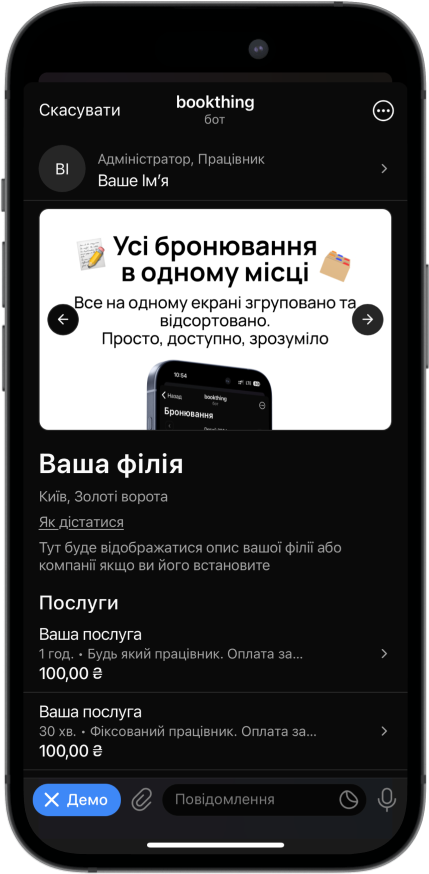 Скасувати
bookthing
бот
ВІ
Адміністратор, Працівник
Ваше Ім’я
Усі бронювання
в одному місці
Все на одному екрані згруповано та
відсортовано.
Просто, доступно, зрозуміло
10:54
Назад
bookthing
бот
Бронювання
Ваша філія
Київ, Золоті ворота
Як дістатися
Тут буде відображатися опис вашої філії або
компанії якщо ви його встановите
Послуги
Ваша послуга
1 год. • Будь який працівник. Оплата за...
100,00 ₴
Ваша послуга
30 хв. • Фіксований працівник. Оплата за...
100,00 ₴
Демо
Повідомлення